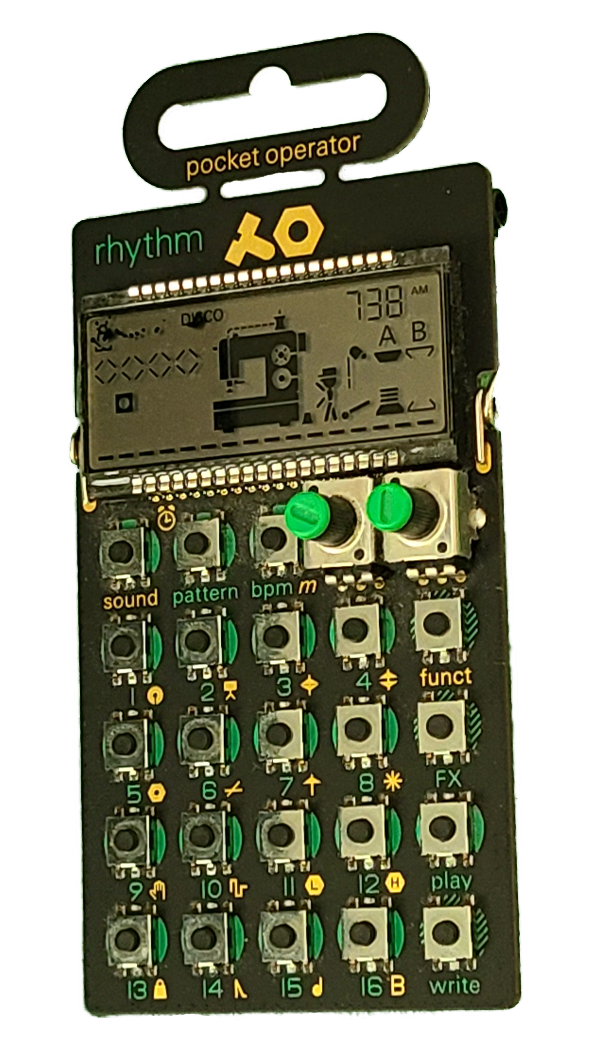 pocket operator
rhythm
DISCO
738 AM
A B
sound pattern bpm m
1 2 3 4 funct
5 6 7 8 FX
9 10 11 L 12 H play
13 14 15 16 B write